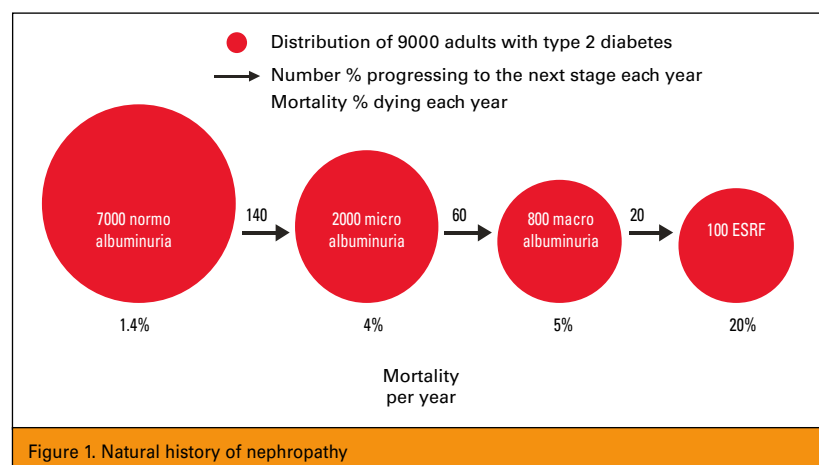 Distribution of 9000 adults with type 2 diabetes
Number % progressing to the next stage each year
Mortality % dying each year
7000 normo
albuminuria
140
2000 micro
albuminuria
60
800 macro
albuminuria
20
100 ESRF
1.4%
4%
5%
20%
Mortality
per year
Figure 1. Natural history of nephropathy